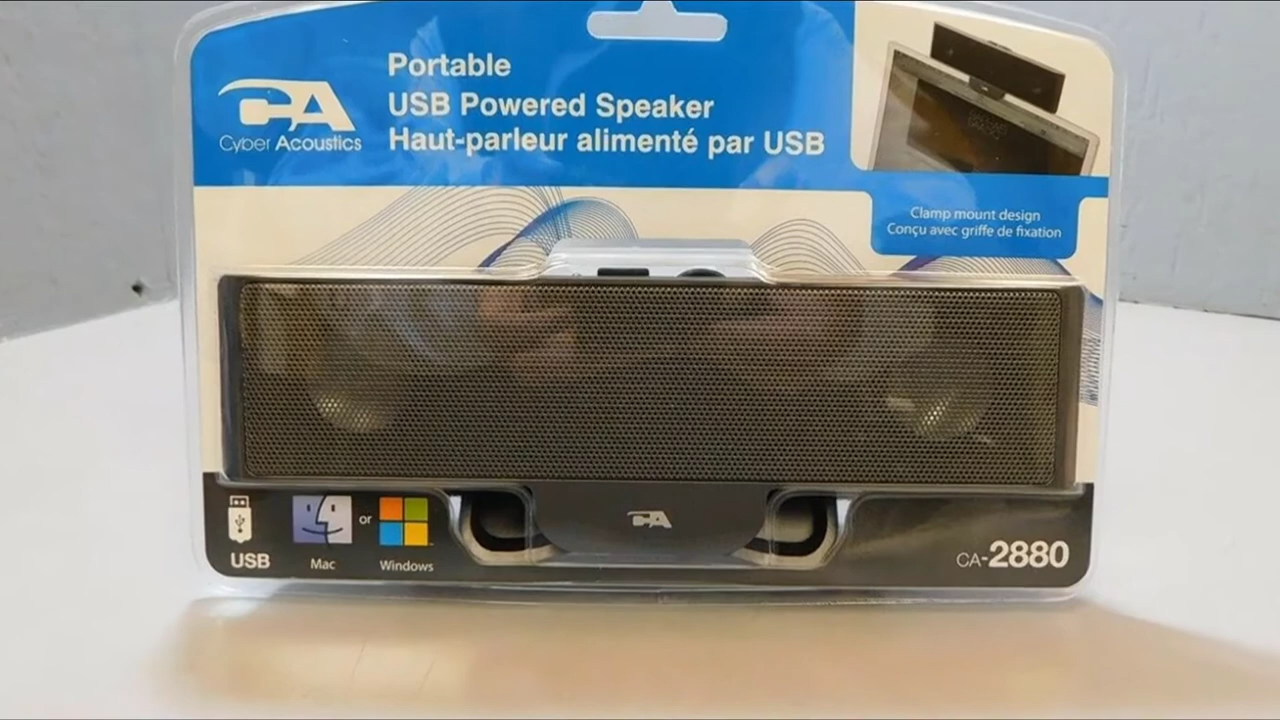 Portable
USB Powered Speaker
Haut-parleur alimenté par USB
CA
Cyber Acoustics
Clamp mount design
Conçu avec griffe de fixation
CA
USB
Mac
or
Windows
CA-2880